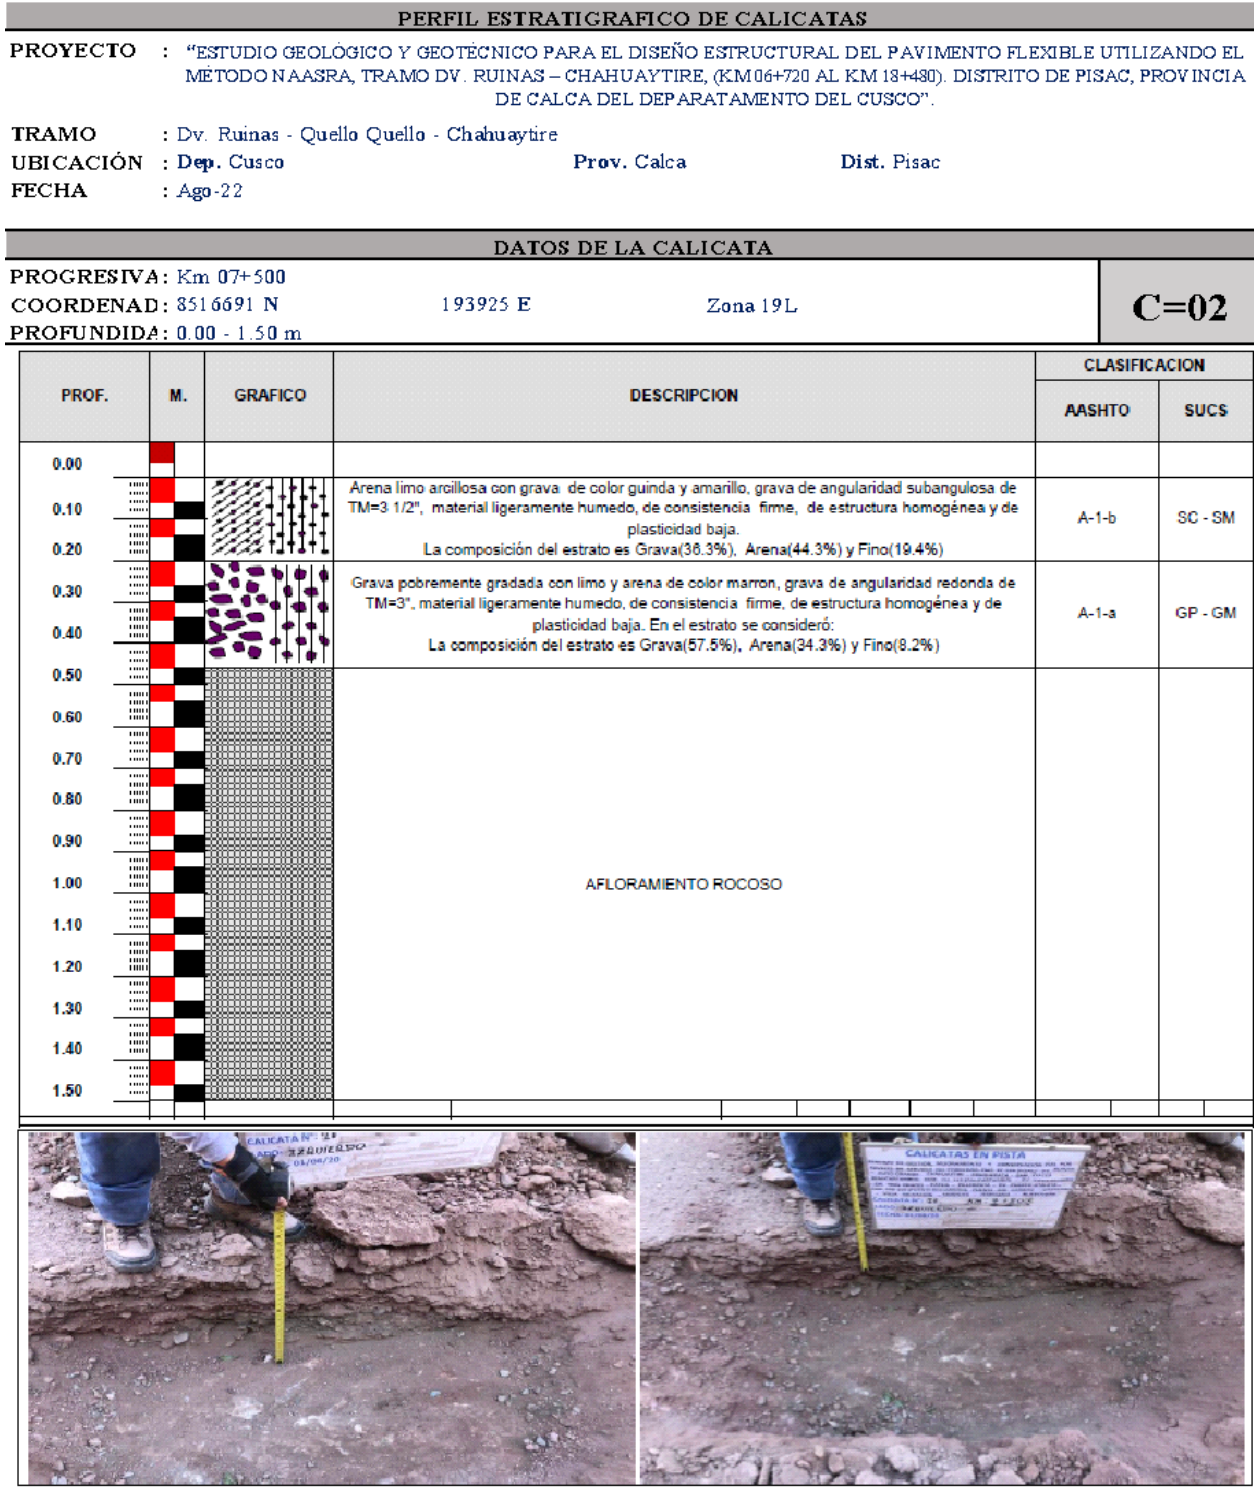 PERFIL ESTRATIGRAFICO DE CALICATAS
PROYECTO : “ESTUDIO GEOLÓGICO Y GEOTÉCNICO PARA EL DISEÑO ESTRUCTURAL DEL PAVIMENTO FLEXIBLE UTILIZANDO EL
MÉTODO NAASRA, TRAMO DV. RUINAS – CHAHUAYTIRE, (KM 06+720 AL KM 18+480). DISTRITO DE PISAC, PROVINCIA
DE CALCA DEL DEPARATAMENTO DEL CUSCO”.
TRAMO : Dv. Ruinas - Quello Quello - Chahuaytire
UBICACIÓN : Dep. Cusco Prov. Calca Dist. Pisac
FECHA : Ago-22
DATOS DE LA CALICATA
PROGRESIVA: Km 07+500
COORDENAD: 8516691 N 193925 E Zona 19L
C=02
PROFUNDIDA: 0.00 - 1.50 m
PROF. M. GRAFICO DESCRIPCION CLASIFICACION
AASHTO SUCS
0.00
Arena limo arcillosa con grava de color guinda y amarillo, grava de angularidad subangulosa de
0.10 TM=3 1/2", material ligeramente humedo, de consistencia firme, de estructura homogénea y de
plasticidad baja. A-1-b SC - SM
0.20 La composición del estrato es Grava(36.3%), Arena(44.3%) y Fino(19.4%)
0.30 Grava pobremente gradada con limo y arena de color marron, grava de angularidad redonda de
TM=3", material ligeramente humedo, de consistencia firme, de estructura homogénea y de
plasticidad baja. En el estrato se consideró: A-1-a GP - GM
0.40 La composición del estrato es Grava(57.5%), Arena(34.3%) y Fino(8.2%)
0.50
0.60
0.70
0.80
0.90
1.00 AFLORAMIENTO ROCOSO
1.10
1.20
1.30
1.40
1.50
CALICATA N°
IZQUIERDO
CALICATAS EN PISTA